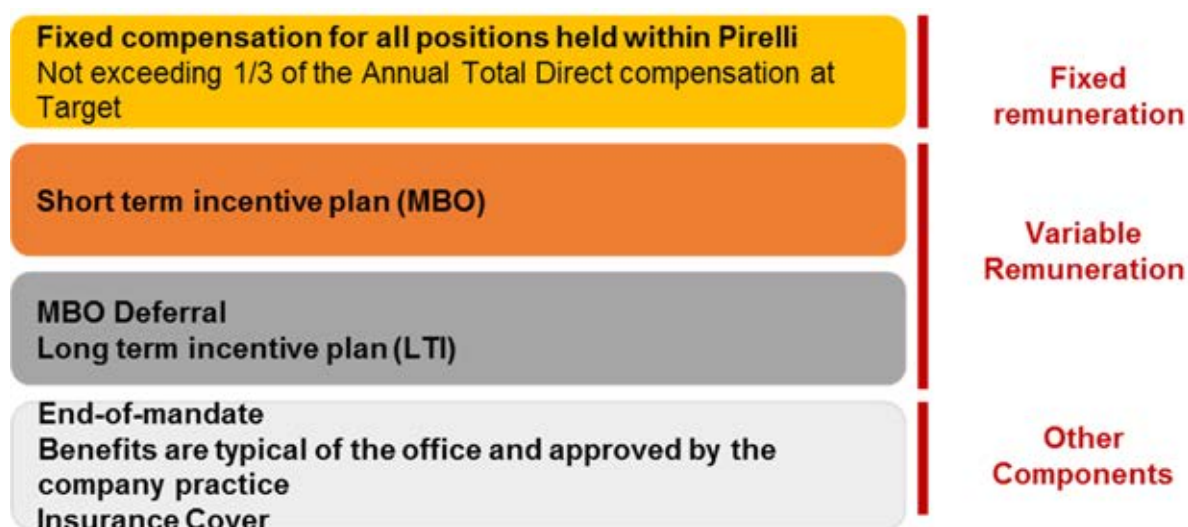 Fixed compensation for all positions held within Pirelli
Not exceeding 1/3 of the Annual Total Direct compensation at
Target
Fixed
remuneration
Short term incentive plan (MBO)
MBO Deferral
Long term incentive plan (LTI)
Variable
Remuneration
End-of-mandate
Benefits are typical of the office and approved by the
company practice
Insurance Cover
Other
Components